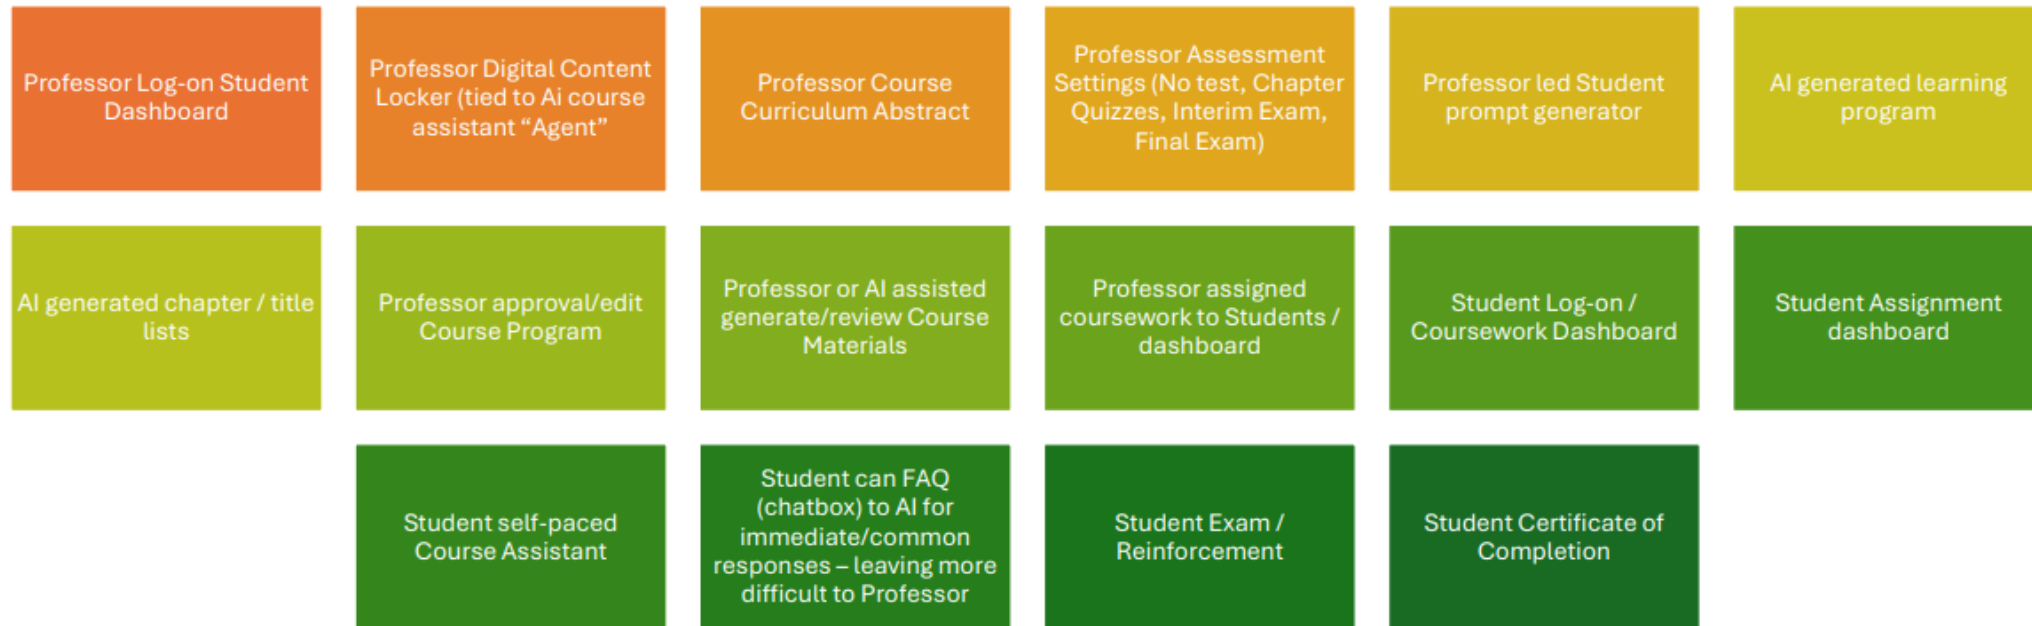 Professor Log-on Student
Dashboard
Professor Digital Content
Locker (tied to Ai course
assistant “Agent”
Professor Course
Curriculum Abstract
Professor Assessment
Settings (No test, Chapter
Quizzes, Interim Exam,
Final Exam)
Professor led Student
prompt generator
AI generated learning
program
AI generated chapter / title
lists
Professor approval/edit
Course Program
Professor or AI assisted
generate/review Course
Materials
Professor assigned
coursework to Students /
dashboard
Student Log-on /
Coursework Dashboard
Student Assignment
dashboard
Student self-paced
Course Assistant
Student can FAQ
(chatbox) to AI for
immediate/common
responses – leaving more
difficult to Professor
Student Exam /
Reinforcement
Student Certificate of
Completion